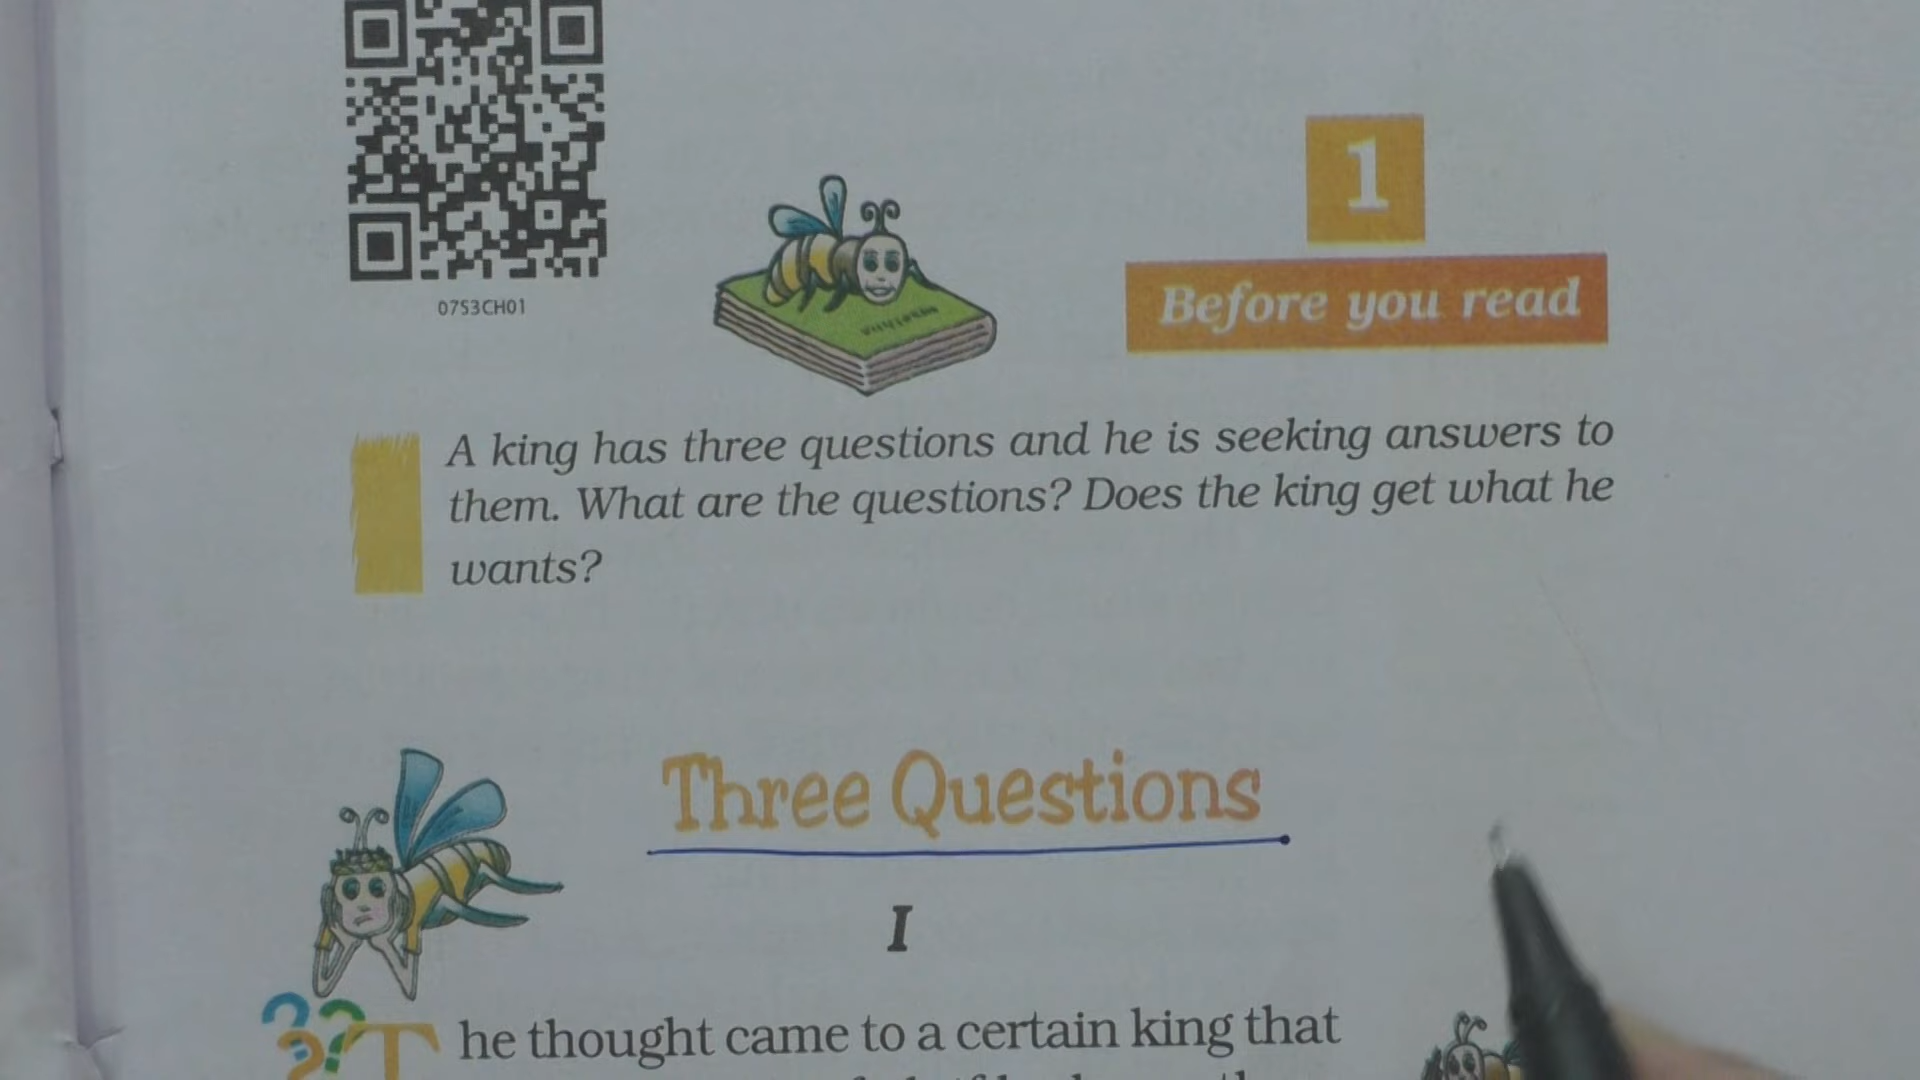 0753CH01
1
Before you read
A king has three questions and he is seeking answers to
them. What are the questions? Does the king get what he
wants?
Three Questions
I
The thought came to a certain king that